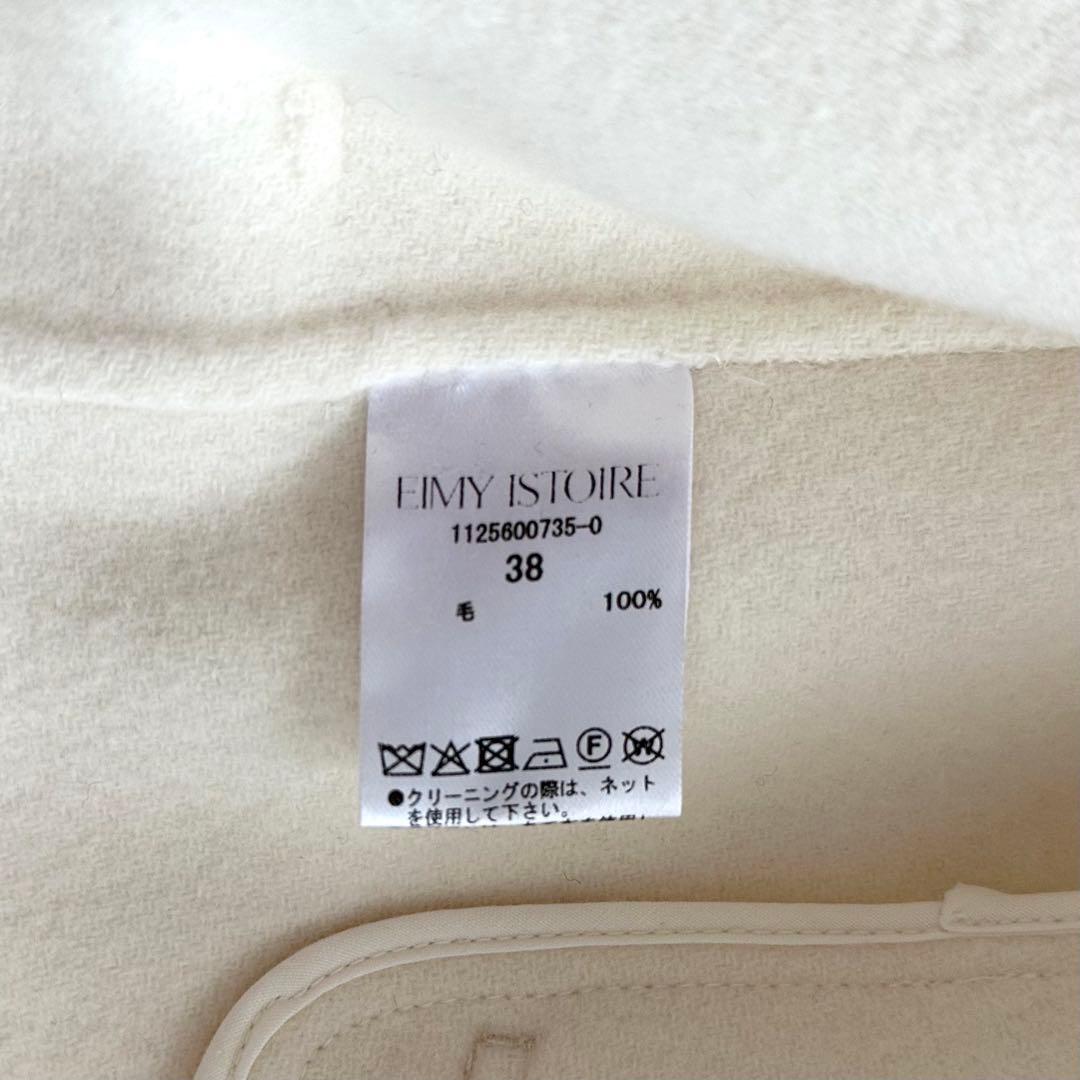 EIMY ISTOIRE
1125600735-0
38
毛 100%
F W
●クリーニングの際は、ネット
を使用して下さい。